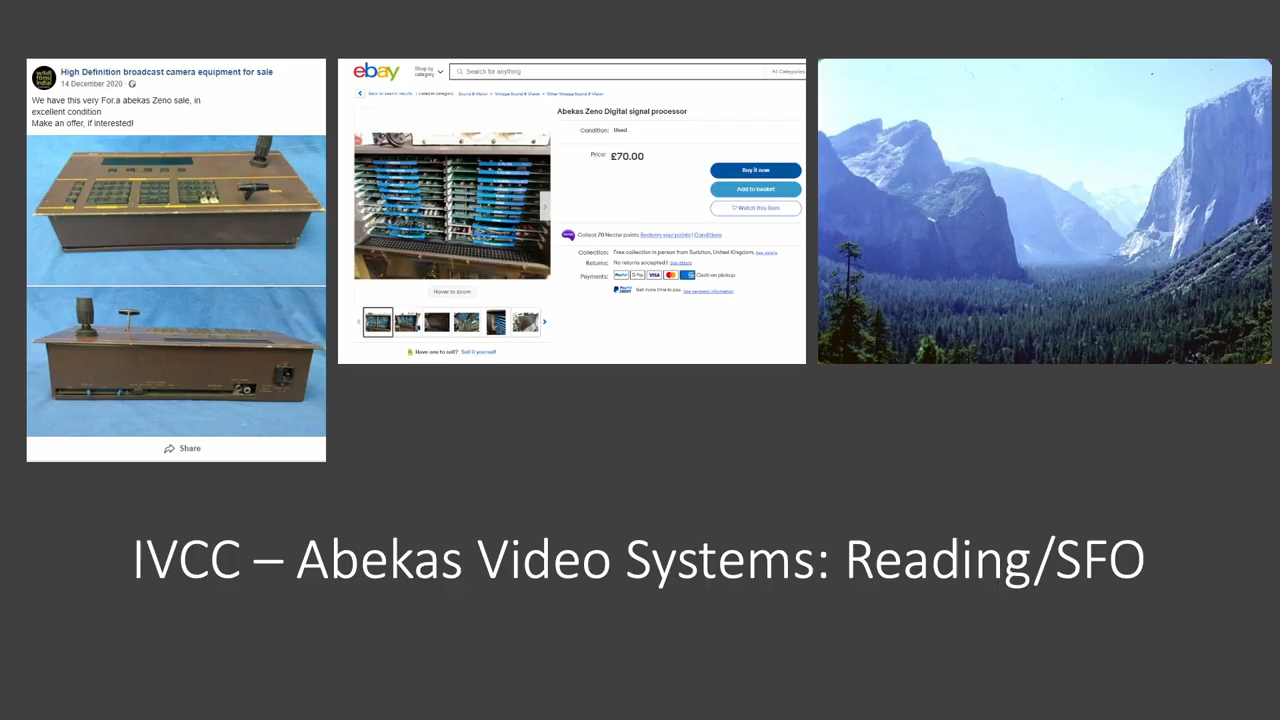 wild films india
High Definition broadcast camera equipment for sale
14 December 2020 ·
We have this very For.a abekas Zeno sale, in
excellent condition
Make an offer, if interested!
Share
ebay
Shop by
category
Search for anything
All Categories
Back to search results | Listed in category: Sound & Vision > Vintage Sound & Vision > Other Vintage Sound & Vision
Abekas Zeno Digital signal processor
Condition: Used
Price: £70.00
Buy it now
Add to basket
Watch this item
Collect 70 Nectar points Redeem your points | Conditions
Collection: Free collection in person from Surbiton, United Kingdom. See details
Returns: No returns accepted | See details
Payments: PayPal G Pay VISA Cash on pickup
PayPal CREDIT Get more time to pay. See payment information
Hover to zoom
Have one to sell? Sell it yourself
IVCC – Abekas Video Systems: Reading/SFO